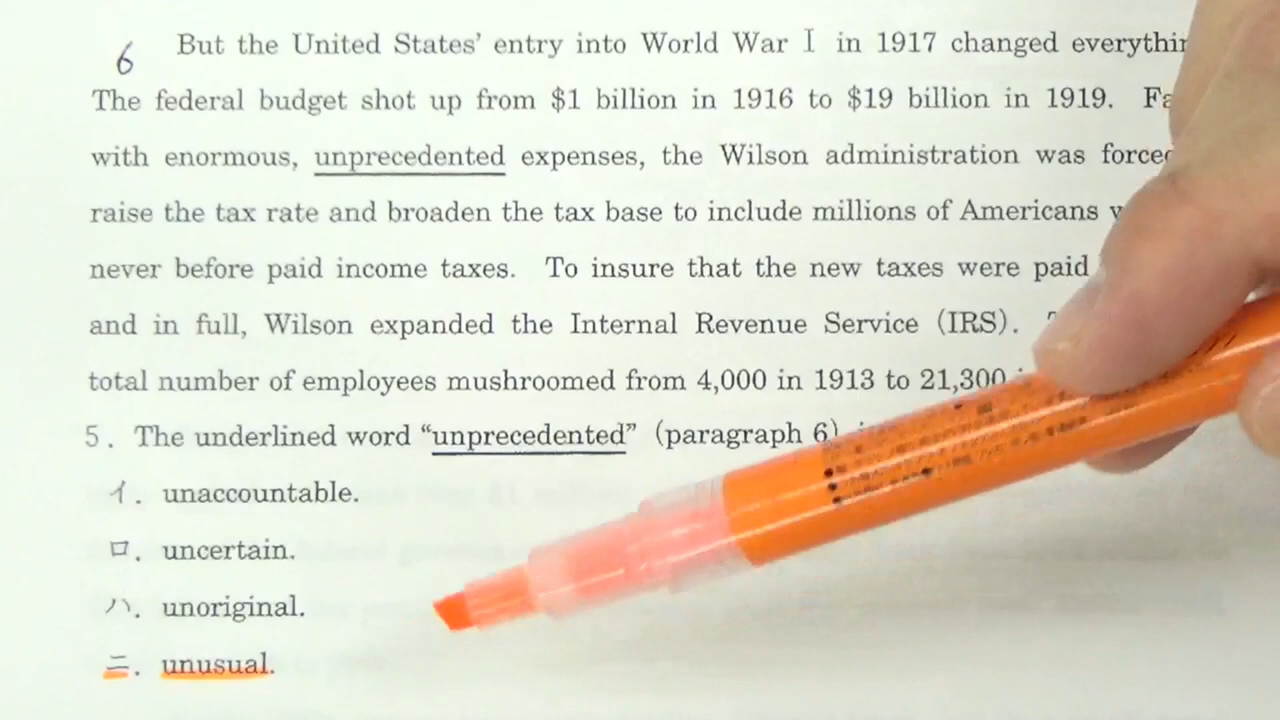 6 But the United States' entry into World War I in 1917 changed
The federal budget shot up from $1 billion in 1916 to $19 billion in 1919.
with enormous, unprecedented expenses, the Wilson administration was
raise the tax rate and broaden the tax base to include millions of Americans
never before paid income taxes. To insure that the new taxes were paid
and in full, Wilson expanded the Internal Revenue Service (IRS).
total number of employees mushroomed from 4,000 in 1913 to 21,300
5. The underlined word “unprecedented” (paragraph 6)
イ. unaccountable.
ロ. uncertain.
ハ. unoriginal.
ニ. unusual.